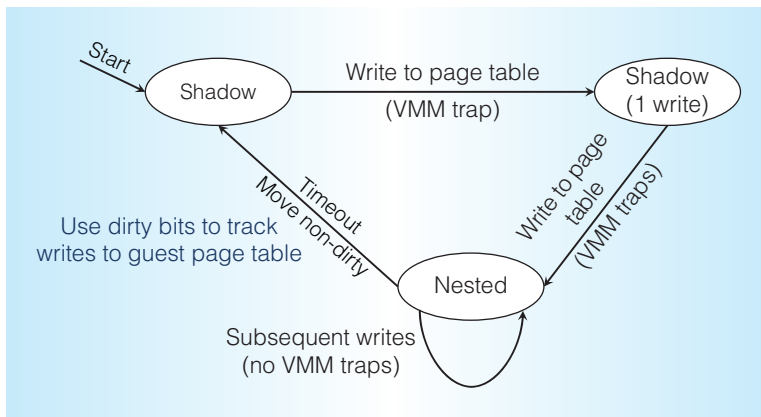 Start
Shadow
Write to page table
(VMM trap)
Shadow
(1 write)
Write to page
table
(VMM traps)
Timeout
Move non-dirty
Use dirty bits to track
writes to guest page table
Nested
Subsequent writes
(no VMM traps)